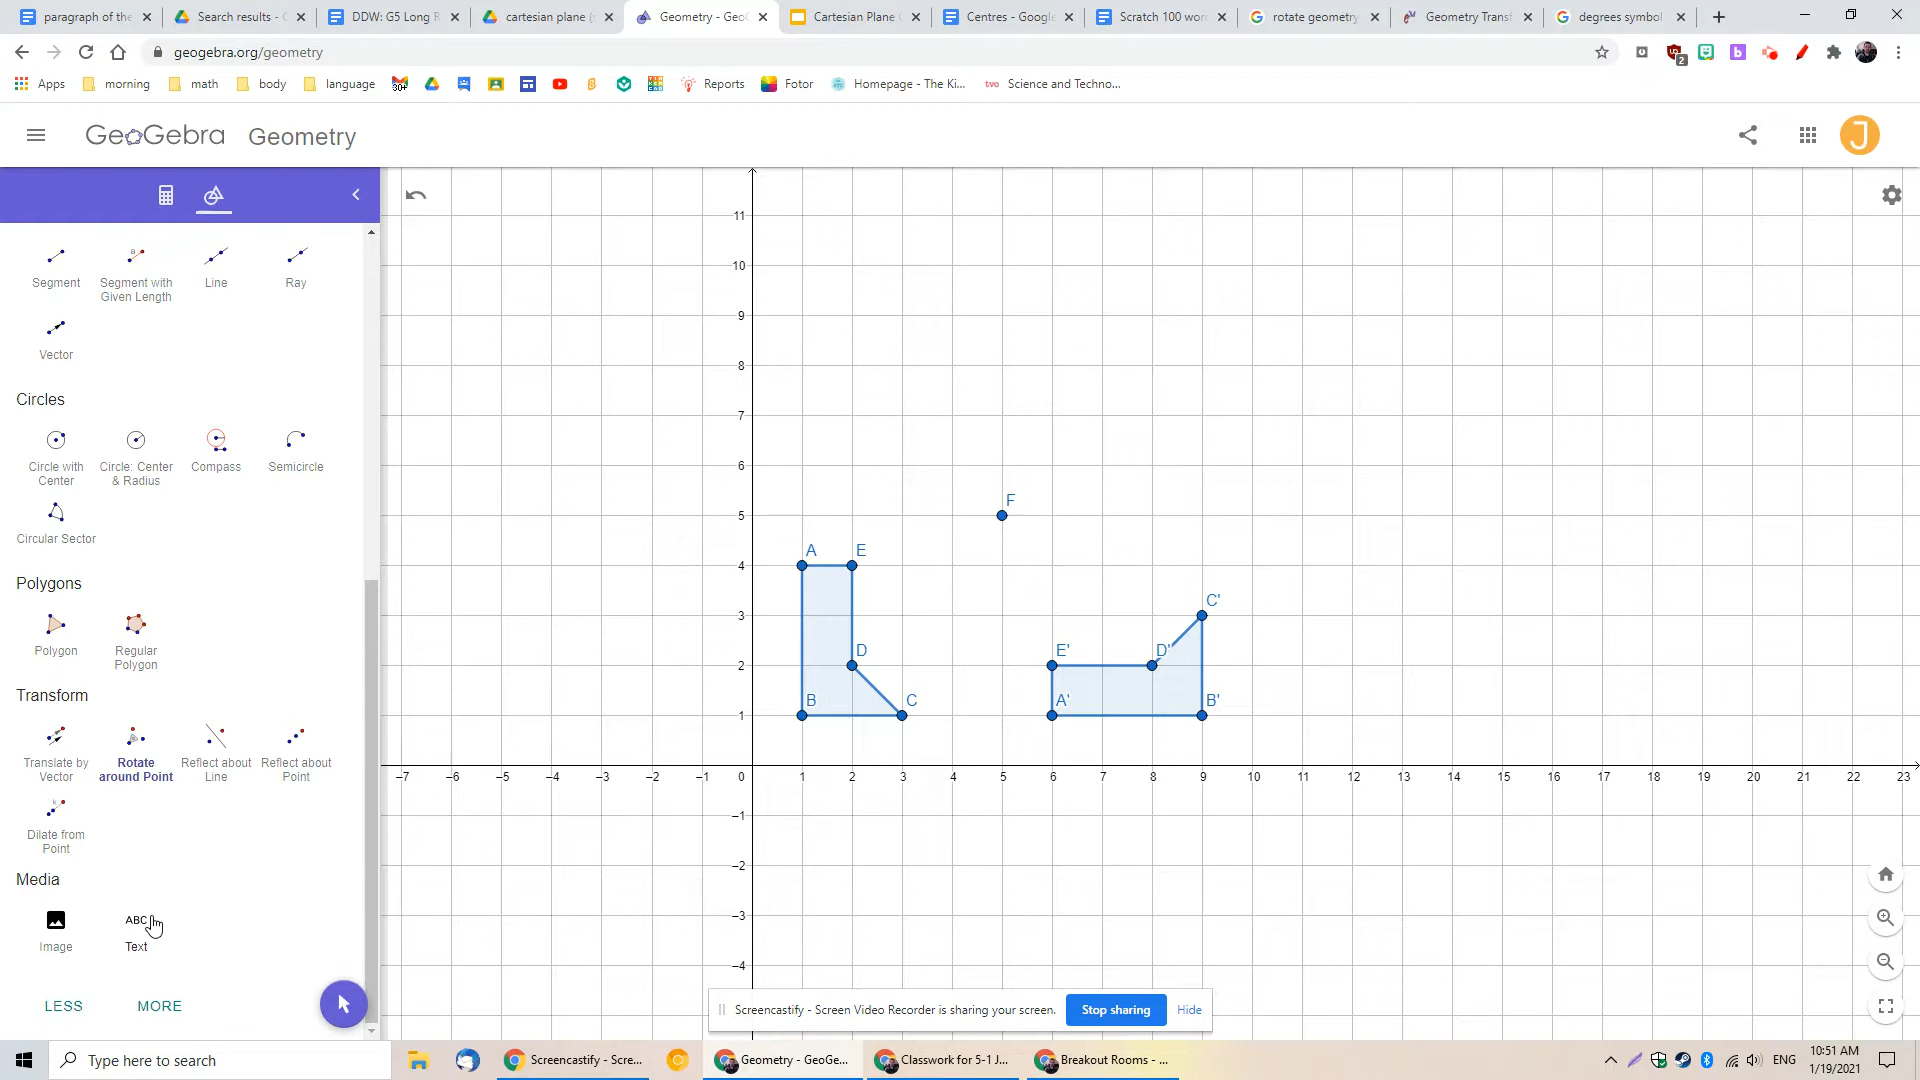 paragraph of the
Search results - G
DDW: G5 Long R
cartesian plane (
Geometry - GeoG
Cartesian Plane G
Centres - Google
Scratch 100 wor
rotate geometry
Geometry Transf
degrees symbol
geogebra.org/geometry
2
Apps
morning
math
body
language
30+
Reports
Fotor
Homepage - The Ki...
tvo
Science and Techno...
GeoGebra
Geometry
J
Segment
Segment with Given Length
Line
Ray
Vector
Circles
Circle with Center
Circle: Center & Radius
Compass
Semicircle
Circular Sector
Polygons
Polygon
Regular Polygon
Transform
Translate by Vector
Rotate around Point
Reflect about Line
Reflect about Point
Dilate from Point
Media
Image
ABC
Text
LESS
MORE
11
10
9
8
7
6
5
4
3
2
1
−1
−2
−3
−4
−7 −6 −5 −4 −3 −2 −1 0 1 2 3 4 5 6 7 8 9 10 11 12 13 14 15 16 17 18 19 20 21 22 23
F
A
E
D
B
C
C'
E'
D'
A'
B'
Screencastify - Screen Video Recorder is sharing your screen.
Stop sharing
Hide
Type here to search
Screencastify - Scre...
Geometry - GeoGe...
Classwork for 5-1 J...
Breakout Rooms - ...
ENG
10:51 AM
1/19/2021